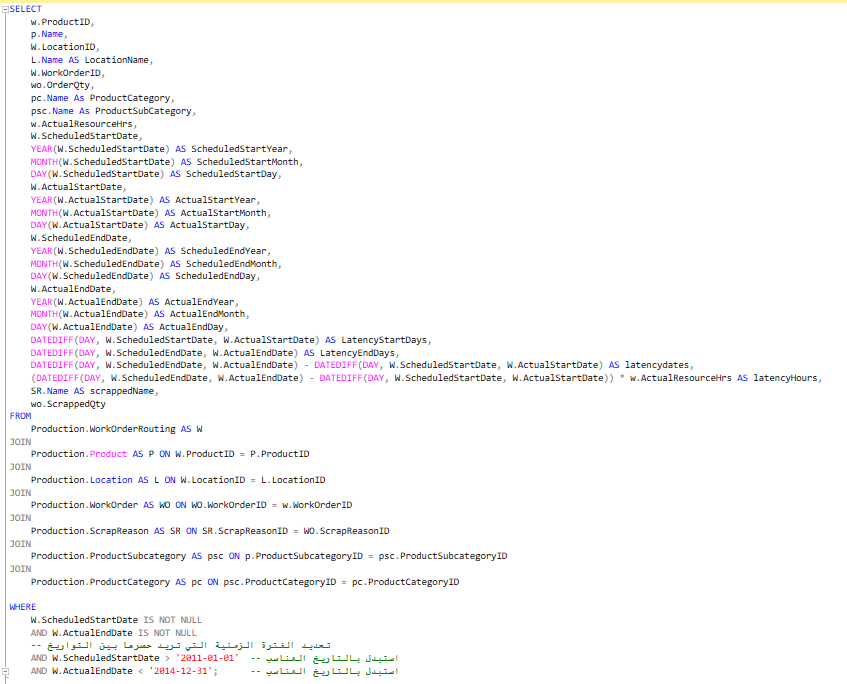 SELECT
w.ProductID,
p.Name,
W.LocationID,
L.Name AS LocationName,
W.WorkOrderID,
wo.OrderQty,
pc.Name As ProductCategory,
psc.Name As ProductSubCategory,
w.ActualResourceHrs,
W.ScheduledStartDate,
YEAR(W.ScheduledStartDate) AS ScheduledStartYear,
MONTH(W.ScheduledStartDate) AS ScheduledStartMonth,
DAY(W.ScheduledStartDate) AS ScheduledStartDay,
W.ActualStartDate,
YEAR(W.ActualStartDate) AS ActualStartYear,
MONTH(W.ActualStartDate) AS ActualStartMonth,
DAY(W.ActualStartDate) AS ActualStartDay,
W.ScheduledEndDate,
YEAR(W.ScheduledEndDate) AS ScheduledEndYear,
MONTH(W.ScheduledEndDate) AS ScheduledEndMonth,
DAY(W.ScheduledEndDate) AS ScheduledEndDay,
W.ActualEndDate,
YEAR(W.ActualEndDate) AS ActualEndYear,
MONTH(W.ActualEndDate) AS ActualEndMonth,
DAY(W.ActualEndDate) AS ActualEndDay,
DATEDIFF(DAY, W.ScheduledStartDate, W.ActualStartDate) AS LatencyStartDays,
DATEDIFF(DAY, W.ScheduledEndDate, W.ActualEndDate) AS LatencyEndDays,
DATEDIFF(DAY, W.ScheduledEndDate, W.ActualEndDate) - DATEDIFF(DAY, W.ScheduledStartDate, W.ActualStartDate) AS latencydates,
(DATEDIFF(DAY, W.ScheduledEndDate, W.ActualEndDate) - DATEDIFF(DAY, W.ScheduledStartDate, W.ActualStartDate)) * w.ActualResourceHrs AS latencyHours,
SR.Name AS scrappedName,
wo.ScrappedQty
FROM
Production.WorkOrderRouting AS W
JOIN
Production.Product AS P ON W.ProductID = P.ProductID
JOIN
Production.Location AS L ON W.LocationID = L.LocationID
JOIN
Production.WorkOrder AS WO ON WO.WorkOrderID = w.WorkOrderID
JOIN
Production.ScrapReason AS SR ON SR.ScrapReasonID = WO.ScrapReasonID
JOIN
Production.ProductSubcategory AS psc ON p.ProductSubcategoryID = psc.ProductSubcategoryID
JOIN
Production.ProductCategory AS pc ON psc.ProductCategoryID = pc.ProductCategoryID
WHERE
W.ScheduledStartDate IS NOT NULL
AND W.ActualEndDate IS NOT NULL
-- تحديد الفترة الزمنية التي تريد حصرها بين التواريخ
AND W.ScheduledStartDate > '2011-01-01' -- استبدل بالتاريخ المناسب
AND W.ActualEndDate < '2014-12-31'; -- استبدل بالتاريخ المناسب